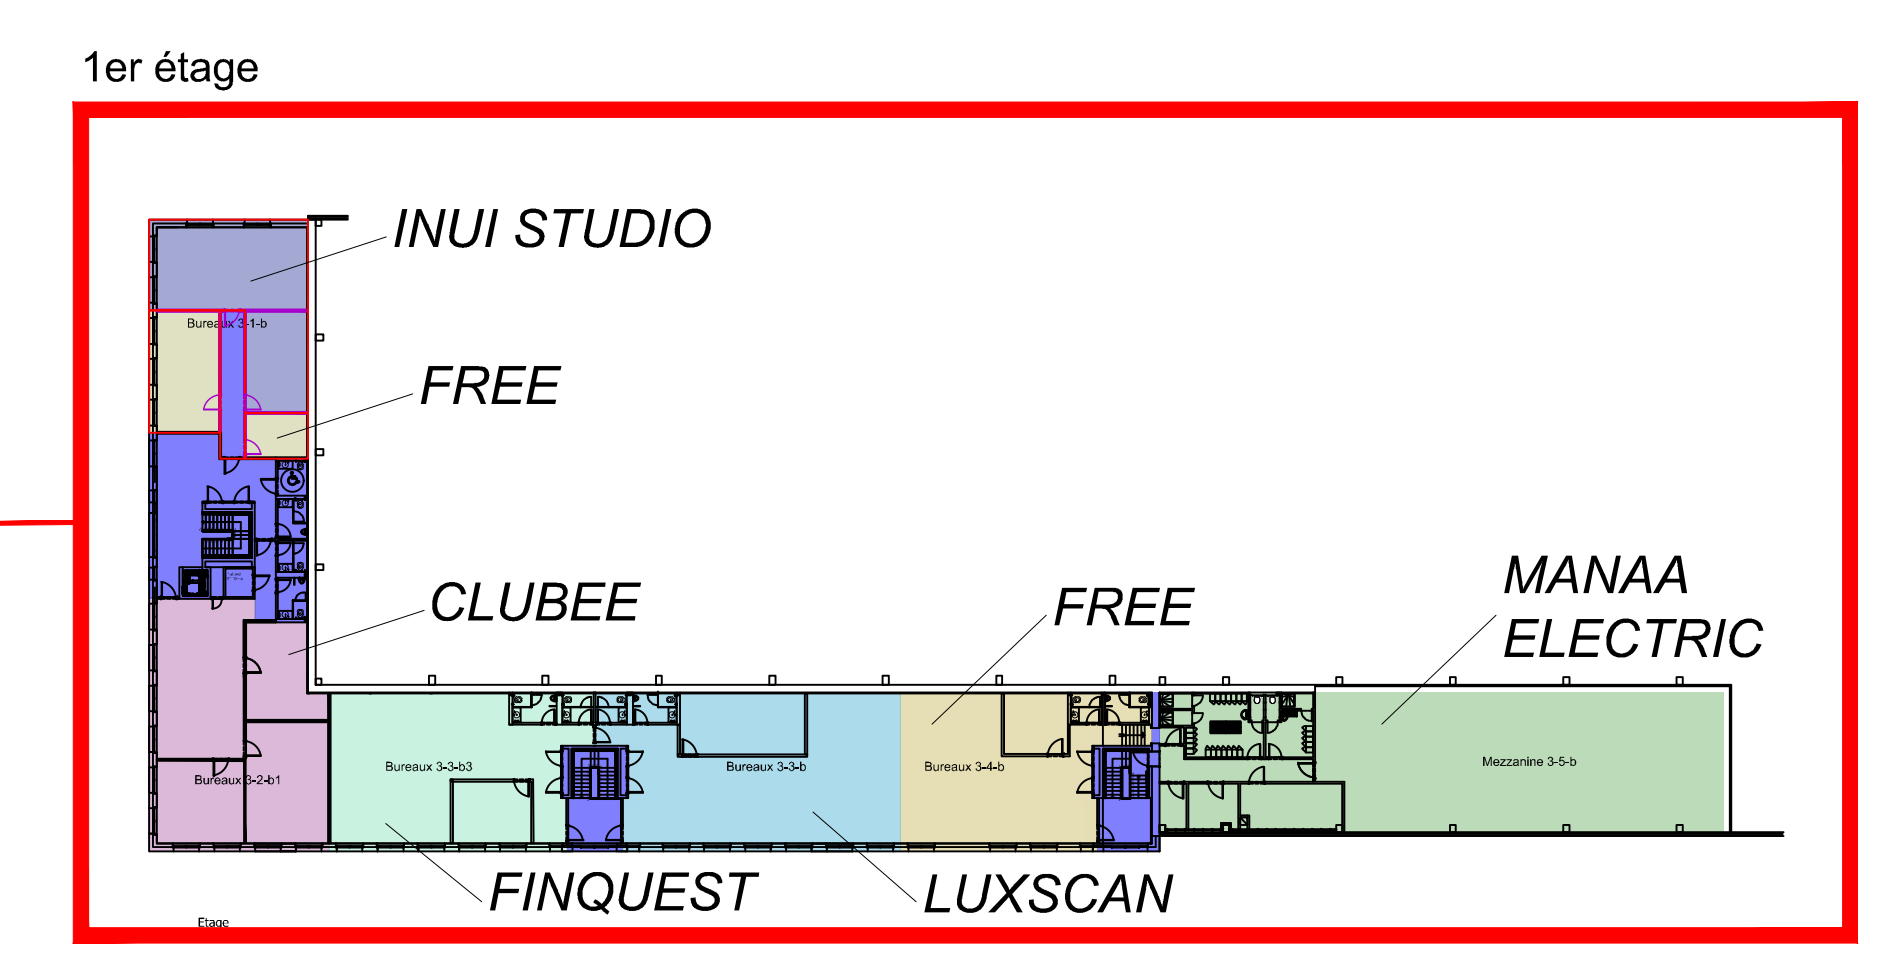 1er étage
INUI STUDIO
Bureaux 3-1-b
FREE
CLUBEE
FREE
MANAA
ELECTRIC
Bureaux 3-2-b1
Bureaux 3-3-b3
Bureaux 3-3-b
Bureaux 3-4-b
Mezzanine 3-5-b
FINQUEST
LUXSCAN
Etage